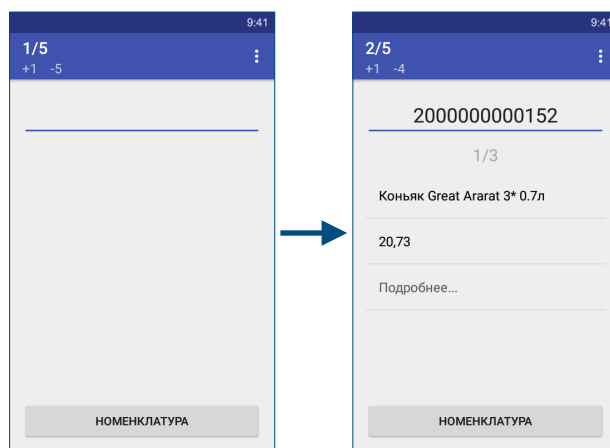 9:41
1/5
+1 -5
НОМЕНКЛАТУРА
9:41
2/5
+1 -4
2000000000152
1/3
Коньяк Great Ararat 3* 0.7л
20,73
Подробнее...
НОМЕНКЛАТУРА